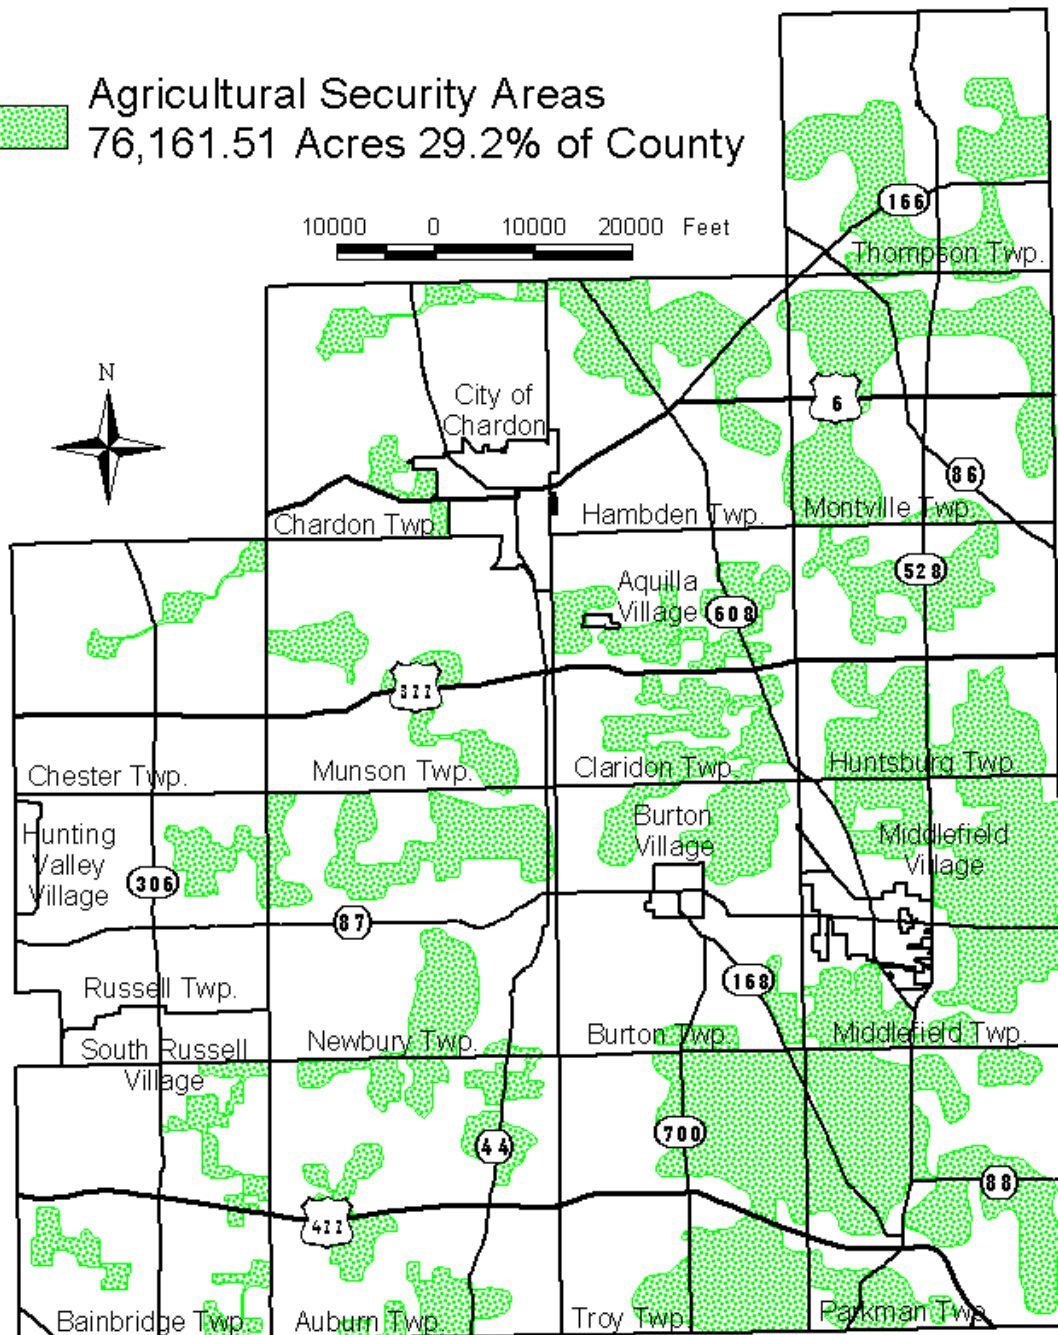 Agricultural Security Areas
76,161.51 Acres 29.2% of County
10000 0 10000 20000 Feet
166
Thompson Twp.
N
City of
Chardon
6
86
Chardon Twp.
Hambden Twp.
Montville Twp.
528
Aquilla
Village
608
322
Chester Twp.
Munson Twp.
Claridon Twp.
Huntsburg Twp.
Hunting
Valley
Village
Burton
Village
Middlefield
Village
306
87
168
Russell Twp.
South Russell
Village
Newbury Twp.
Burton Twp.
Middlefield Twp.
700
44
88
422
Bainbridge Twp.
Auburn Twp.
Troy Twp.
Parkman Twp.